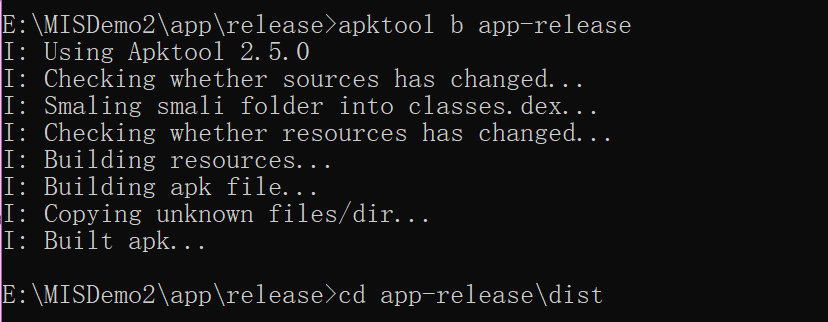 E:\MISDemo2\app\release>apktool b app-release
I: Using Apktool 2.5.0
I: Checking whether sources has changed...
I: Smaling smali folder into classes.dex...
I: Checking whether resources has changed...
I: Building resources...
I: Building apk file...
I: Copying unknown files/dir...
I: Built apk...
E:\MISDemo2\app\release>cd app-release\dist